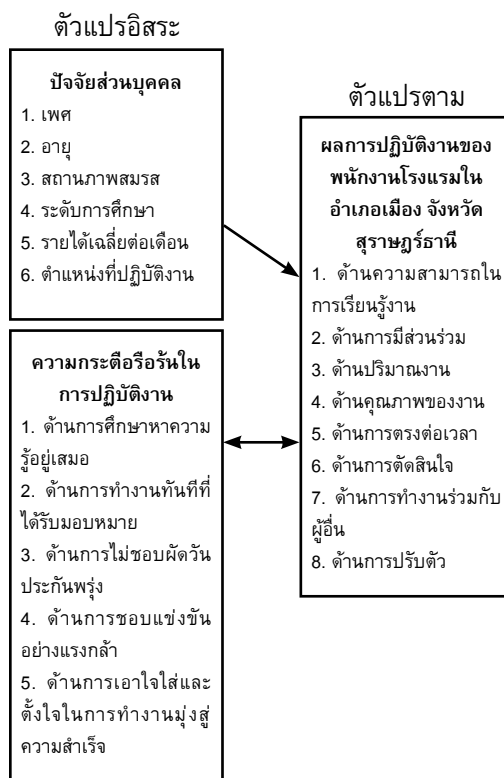 ตัวแปรอิสระ
ปัจจัยส่วนบุคคล
1. เพศ
2. อายุ
3. สถานภาพสมรส
4. ระดับการศึกษา
5. รายได้เฉลี่ยต่อเดือน
6. ตำแหน่งที่ปฏิบัติงาน
ความกระตือรือร้นใน
การปฏิบัติงาน
1. ด้านการศึกษาหาความ
รู้อยู่เสมอ
2. ด้านการทำงานทันทีที่
ได้รับมอบหมาย
3. ด้านการไม่ชอบผัดวัน
ประกันพรุ่ง
4. ด้านการชอบแข่งขัน
อย่างแรงกล้า
5. ด้านการเอาใจใส่และ
ตั้งใจในการทำงานมุ่งสู่
ความสำเร็จ
ตัวแปรตาม
ผลการปฏิบัติงานของ
พนักงานโรงแรมใน
อำเภอเมือง จังหวัด
สุราษฎร์ธานี
1. ด้านความสามารถใน
การเรียนรู้งาน
2. ด้านการมีส่วนร่วม
3. ด้านปริมาณงาน
4. ด้านคุณภาพของงาน
5. ด้านการตรงต่อเวลา
6. ด้านการตัดสินใจ
7. ด้านการทำงานร่วมกับ
ผู้อื่น
8. ด้านการปรับตัว